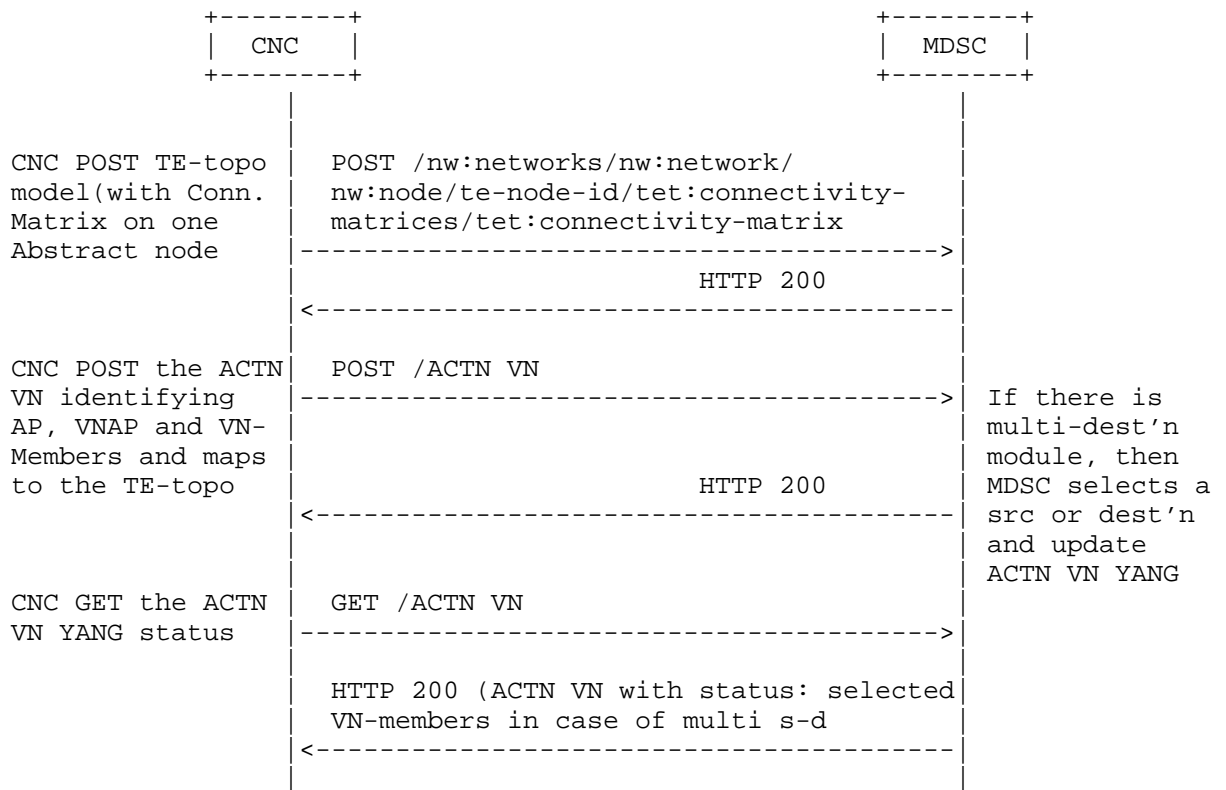 CNC MDSC
CNC POST TE-topo POST /nw:networks/nw:network/
model(with Conn. nw:node/te-node-id/tet:connectivity-
Matrix on one matrices/tet:connectivity-matrix
Abstract node
HTTP 200
CNC POST the ACTN POST /ACTN VN
VN identifying If there is
AP, VNAP and VN- multi-dest'n
Members and maps module, then
to the TE-topo HTTP 200 MDSC selects a
src or dest'n
and update
ACTN VN YANG
CNC GET the ACTN GET /ACTN VN
VN YANG status
HTTP 200 (ACTN VN with status: selected
VN-members in case of multi s-d